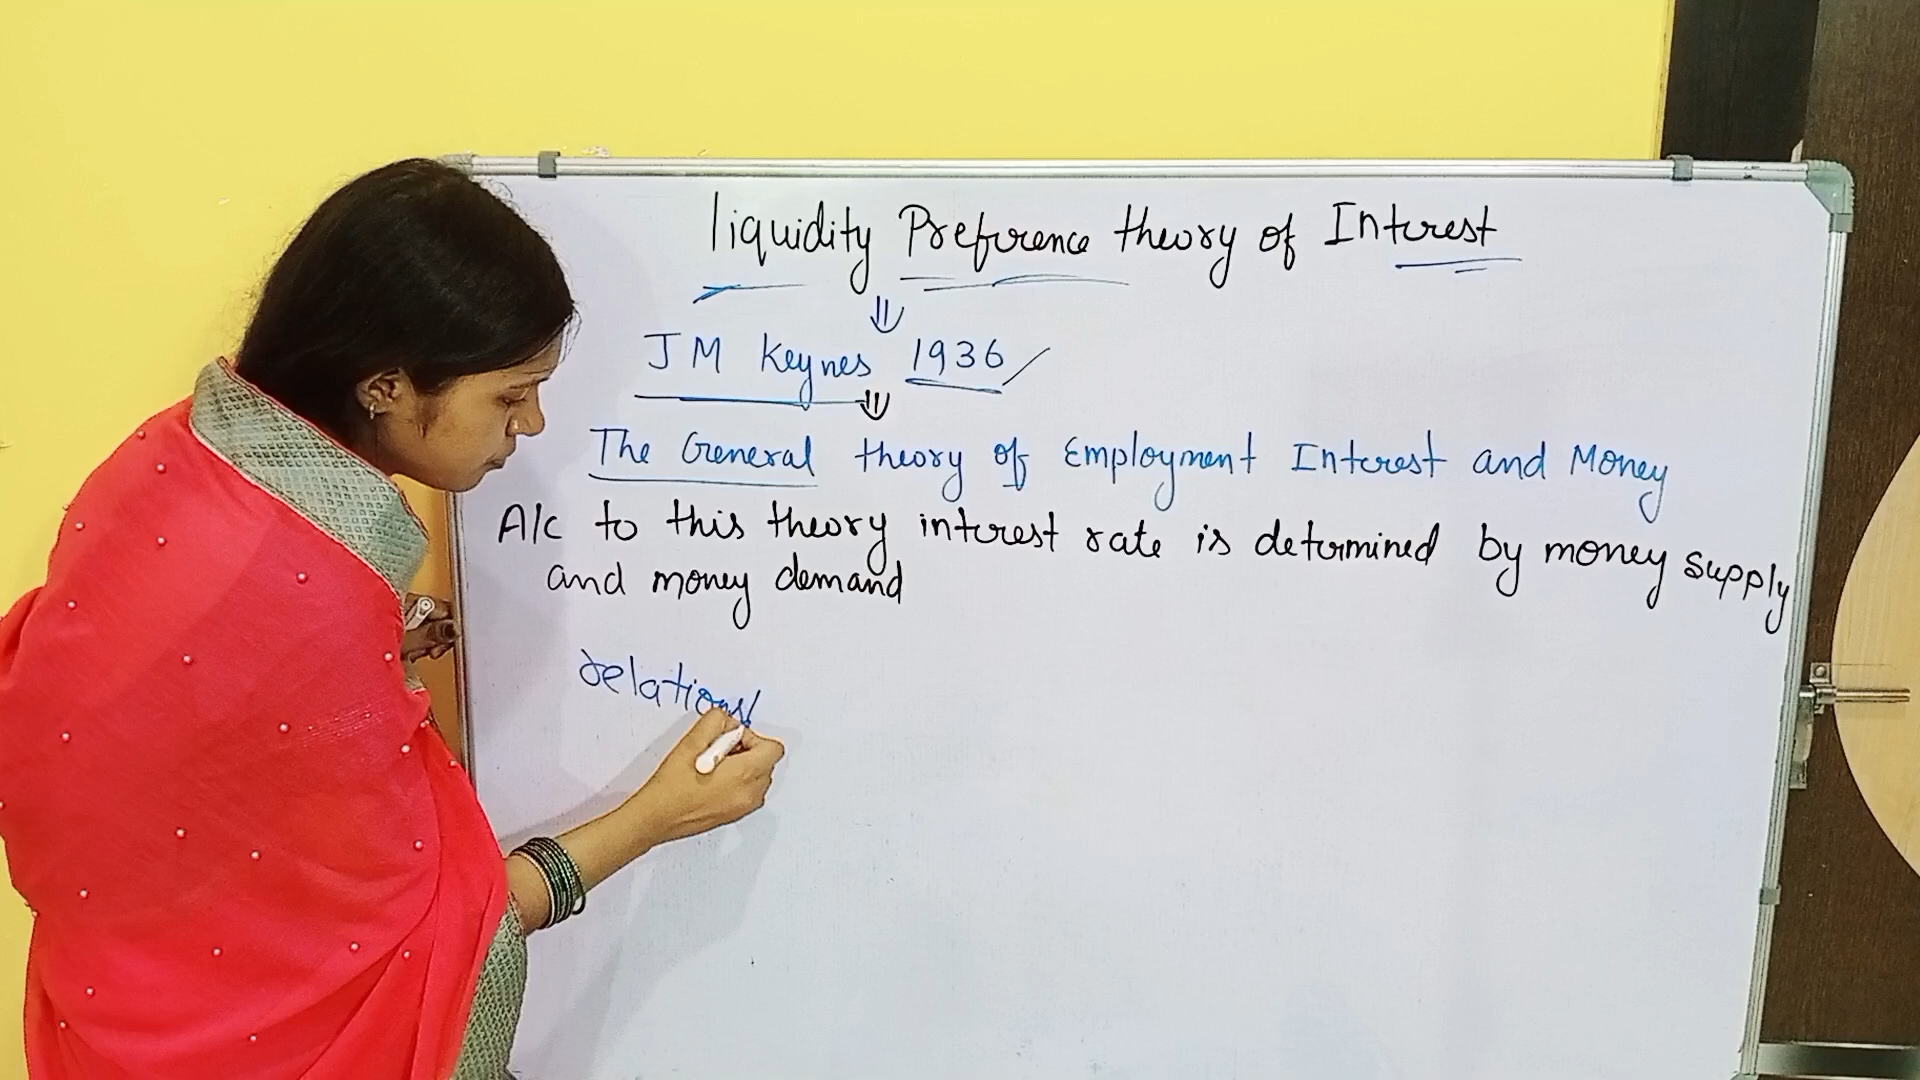 liquidity Preference theory of Interest
JM Keynes 1936
The General theory of Employment Interest and Money
A/c to this theory interest rate is determined by money supply
and money demand
relations